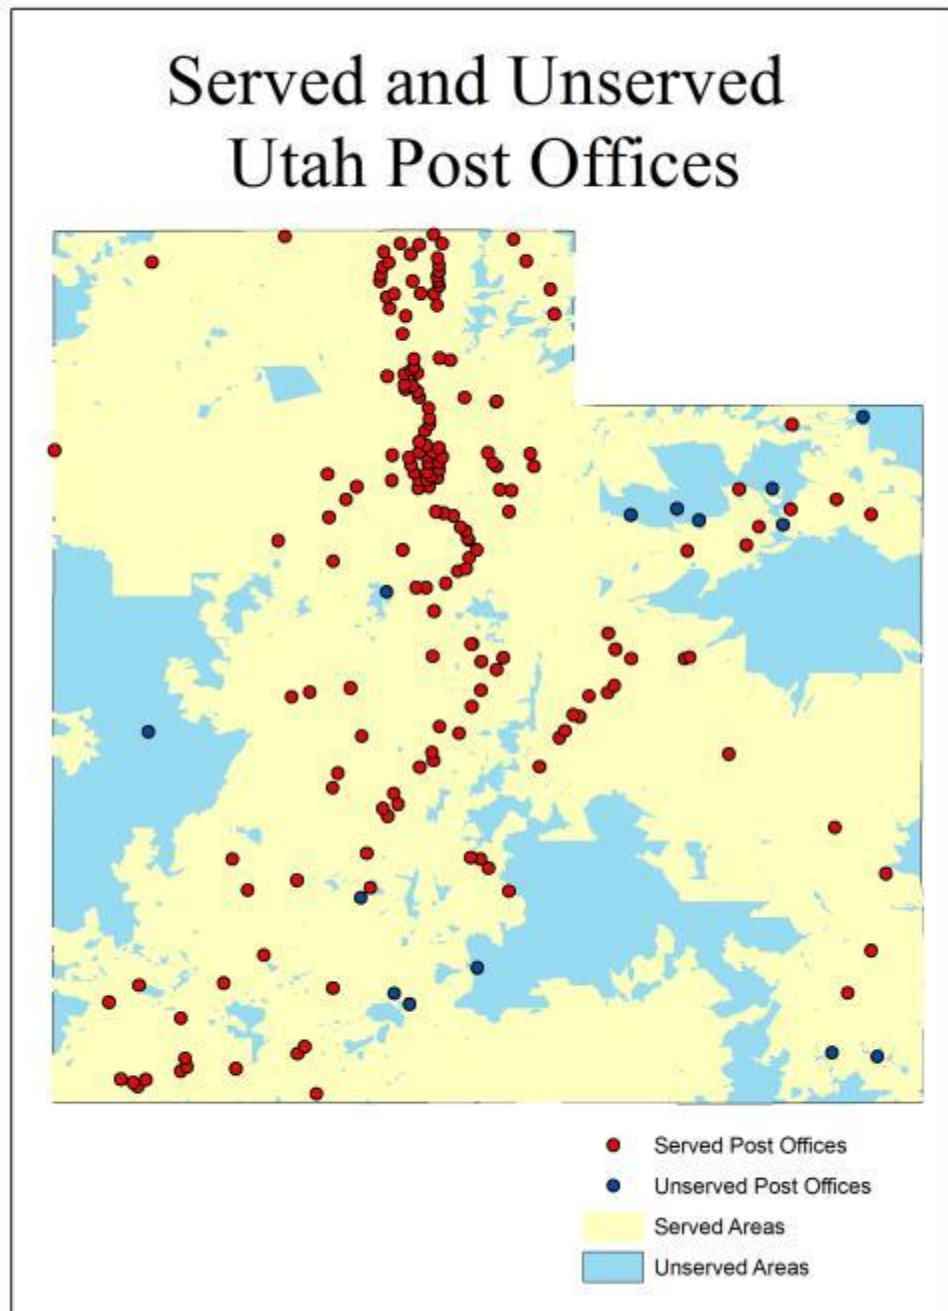 Served and Unserved
Utah Post Offices
Served Post Offices
Unserved Post Offices
Served Areas
Unserved Areas